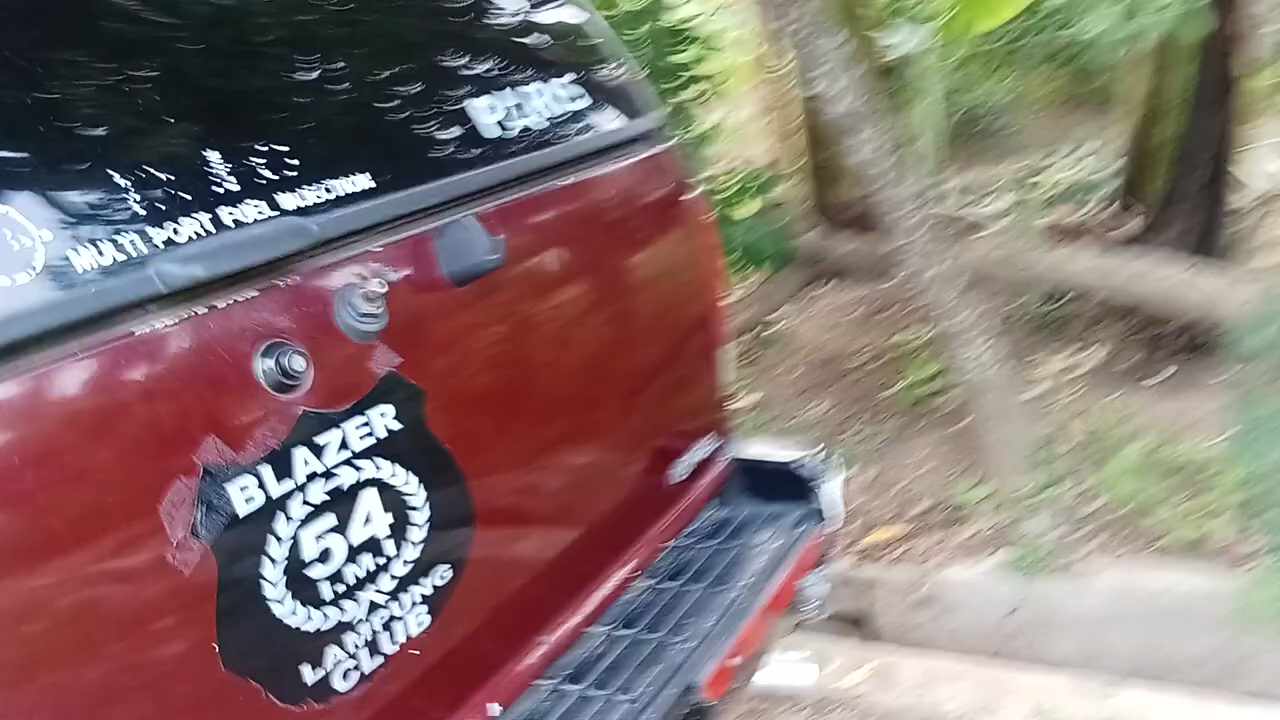 MULTI PORT FUEL INJECTION
BLAZER
54
I.M.I
LAMPUNG
CLUB